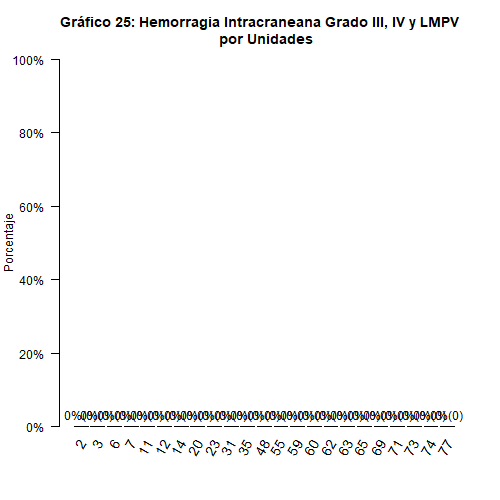 Gráfico 25: Hemorragia Intracraneana Grado III, IV y LMPV
por Unidades
100%
80%
60%
40%
20%
0%
Porcentaje
2 3 6 7 11 12 14 20 23 31 35 48 55 59 60 62 63 65 69 71 73 74 77